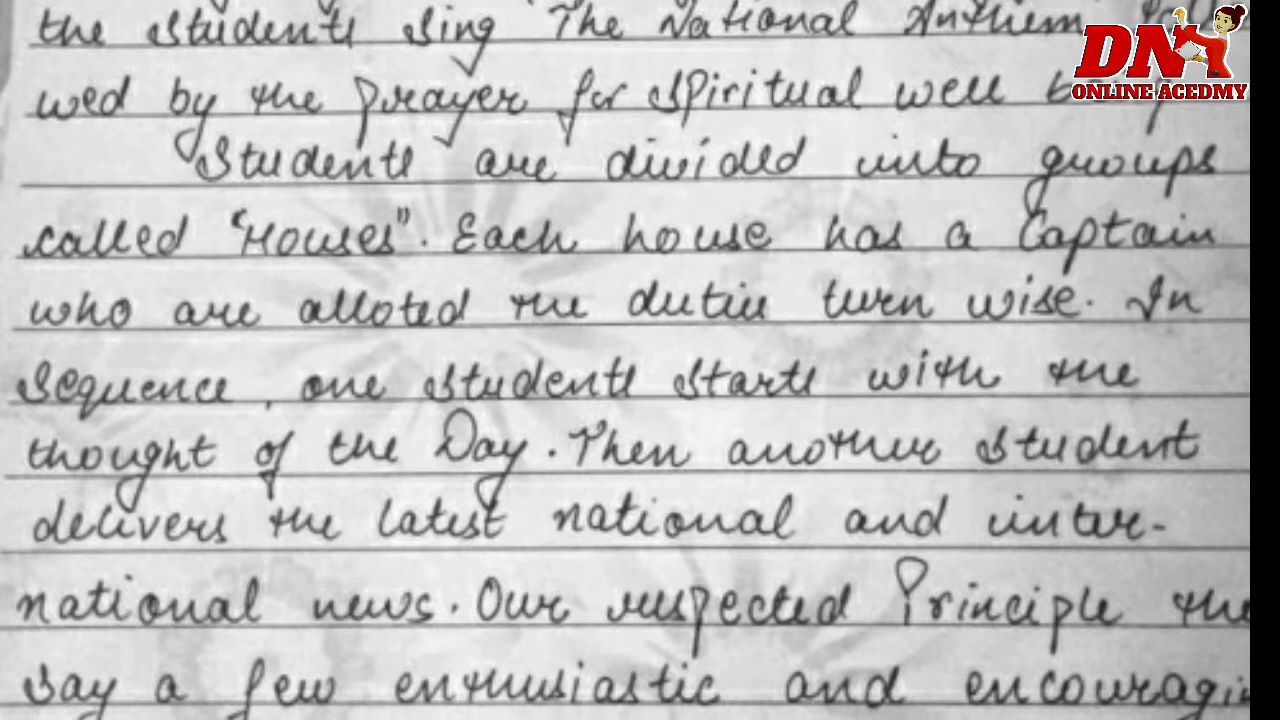 the students sing The National Anthem
wed by the prayer for spiritual well
Students are divided into groups
called "Houses". Each house has a Captain
who are alloted the duties turn wise. In
sequence, one students starts with the
thought of the Day. Then another student
delivers the latest national and inter-
national news. Our respected Principle the
say a few enthusiastic and encouragi
DN
ONLINE ACEDMY